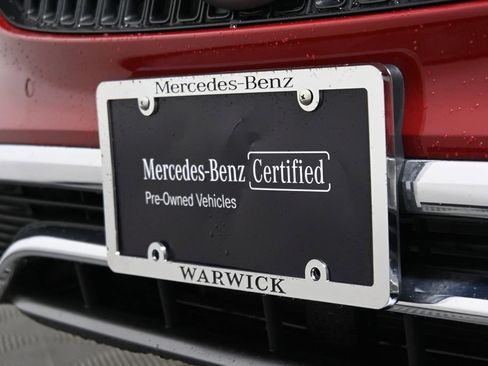 Mercedes-Benz
Mercedes-Benz Certified
Pre-Owned Vehicles
WARWICK